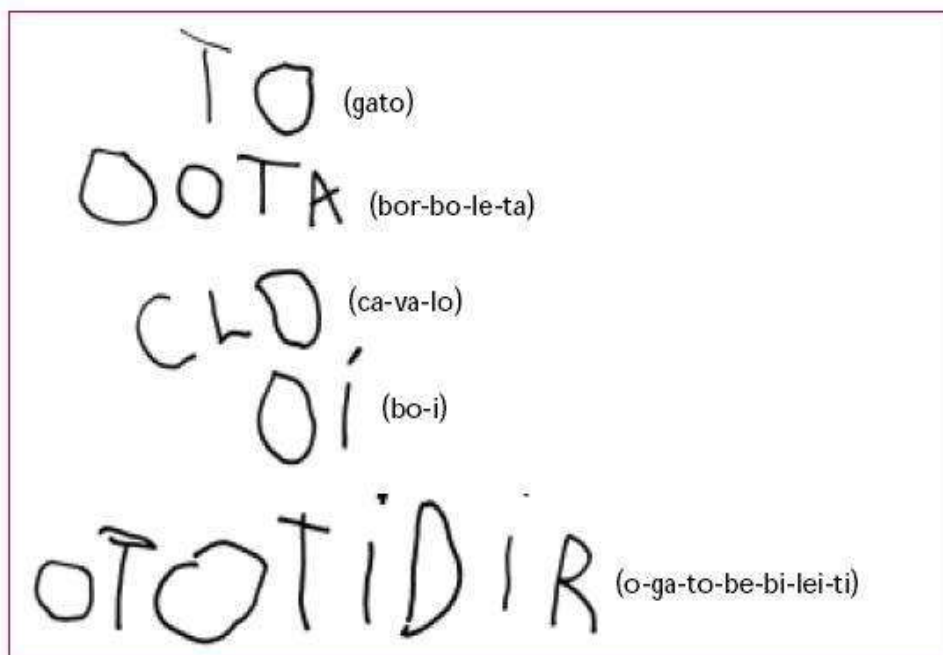 TO (gato)
OOTA (bor-bo-le-ta)
CLO (ca-va-lo)
OÍ (bo-i)
OTOTiDiR (o-ga-to-be-bi-lei-ti)